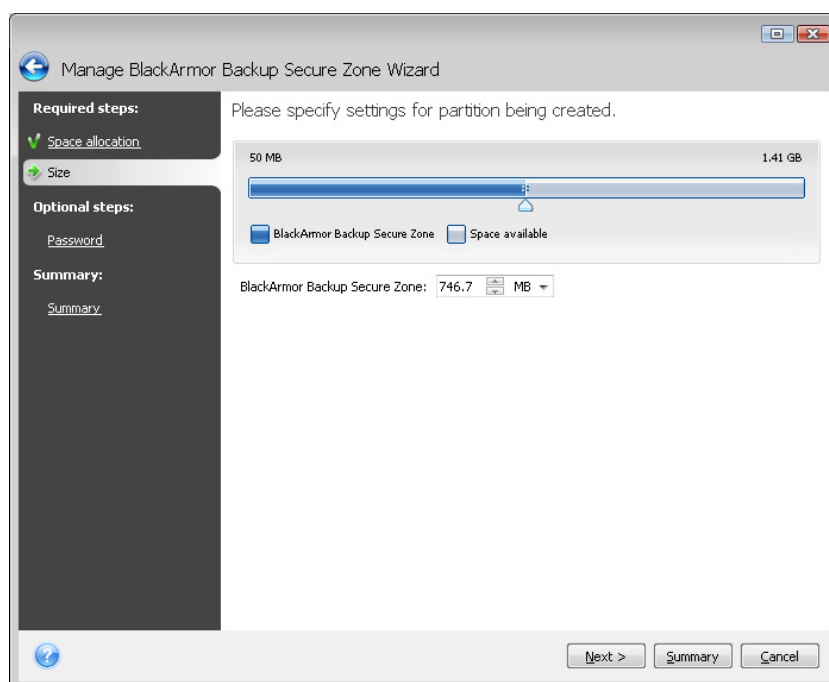 Manage BlackArmor Backup Secure Zone Wizard
Required steps:
Space allocation
Size
Optional steps:
Password
Summary:
Summary
Please specify settings for partition being created.
50 MB 1.41 GB
BlackArmor Backup Secure Zone Space available
BlackArmor Backup Secure Zone: 746.7 MB
Next > Summary Cancel